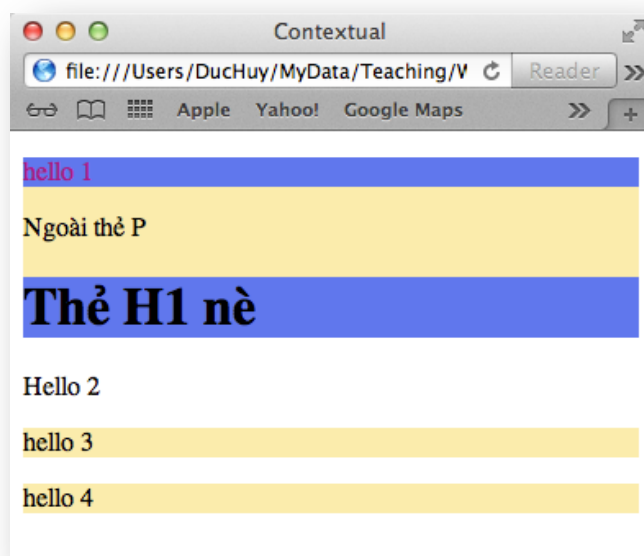 Contextual
file:///Users/DucHuy/MyData/Teaching/W
Reader
Apple Yahoo! Google Maps
hello 1
Ngoài thẻ P
Thẻ H1 nè
Hello 2
hello 3
hello 4